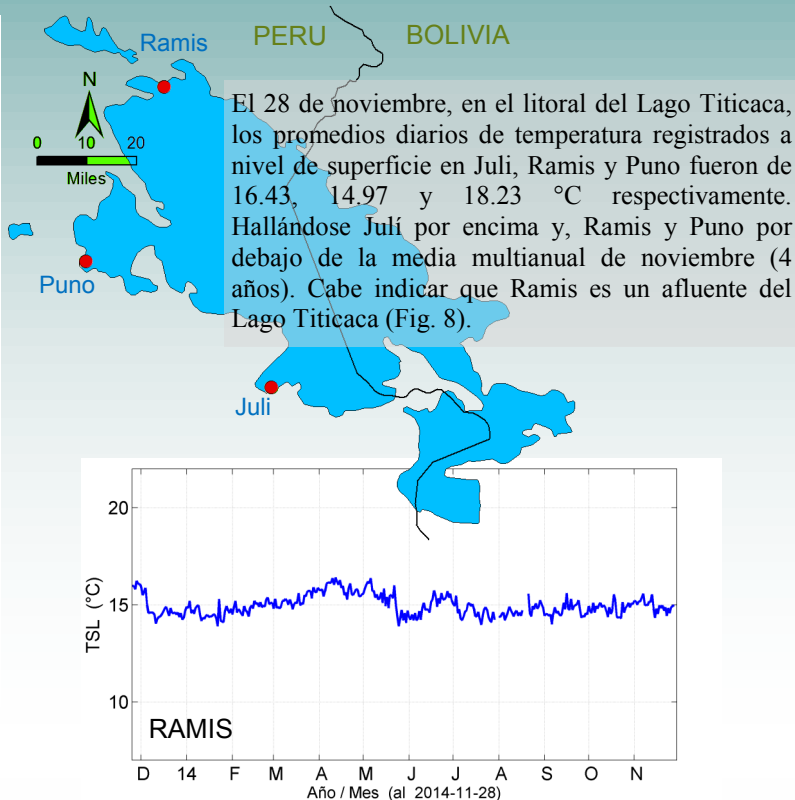 Ramis
PERU
BOLIVIA
N
0 10 20
Miles
El 28 de noviembre, en el litoral del Lago Titicaca,
los promedios diarios de temperatura registrados a
nivel de superficie en Juli, Ramis y Puno fueron de
16.43, 14.97 y 18.23 °C respectivamente.
Hallándose Julí por encima y, Ramis y Puno por
debajo de la media multianual de noviembre (4
años). Cabe indicar que Ramis es un afluente del
Lago Titicaca (Fig. 8).
Puno
Juli
TSL (°C)
20
15
10
RAMIS
D 14 F M A M J J A S O N
Año / Mes (al 2014-11-28)